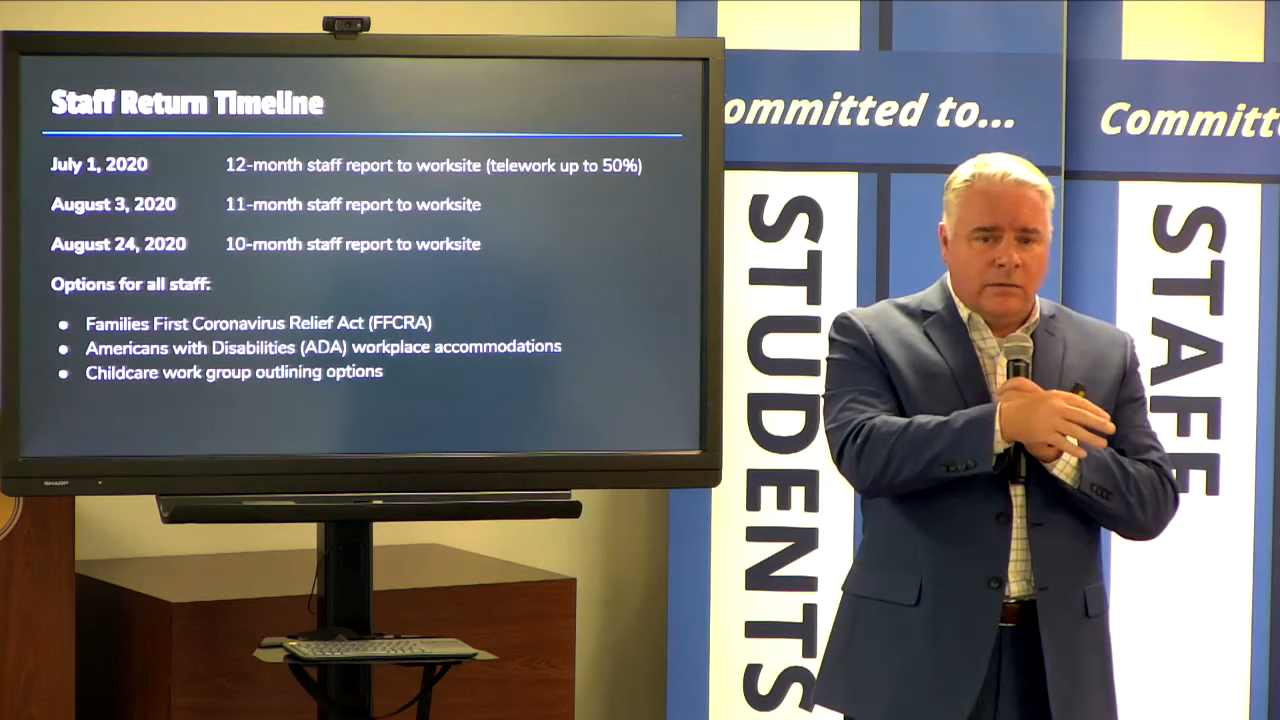 Staff Return Timeline
July 1, 2020 12-month staff report to worksite (telework up to 50%)
August 3, 2020 11-month staff report to worksite
August 24, 2020 10-month staff report to worksite
Options for all staff:
• Families First Coronavirus Relief Act (FFCRA)
• Americans with Disabilities (ADA) workplace accommodations
• Childcare work group outlining options
SHARP
ommitted to...
STUDENTS
Committ
STAFF